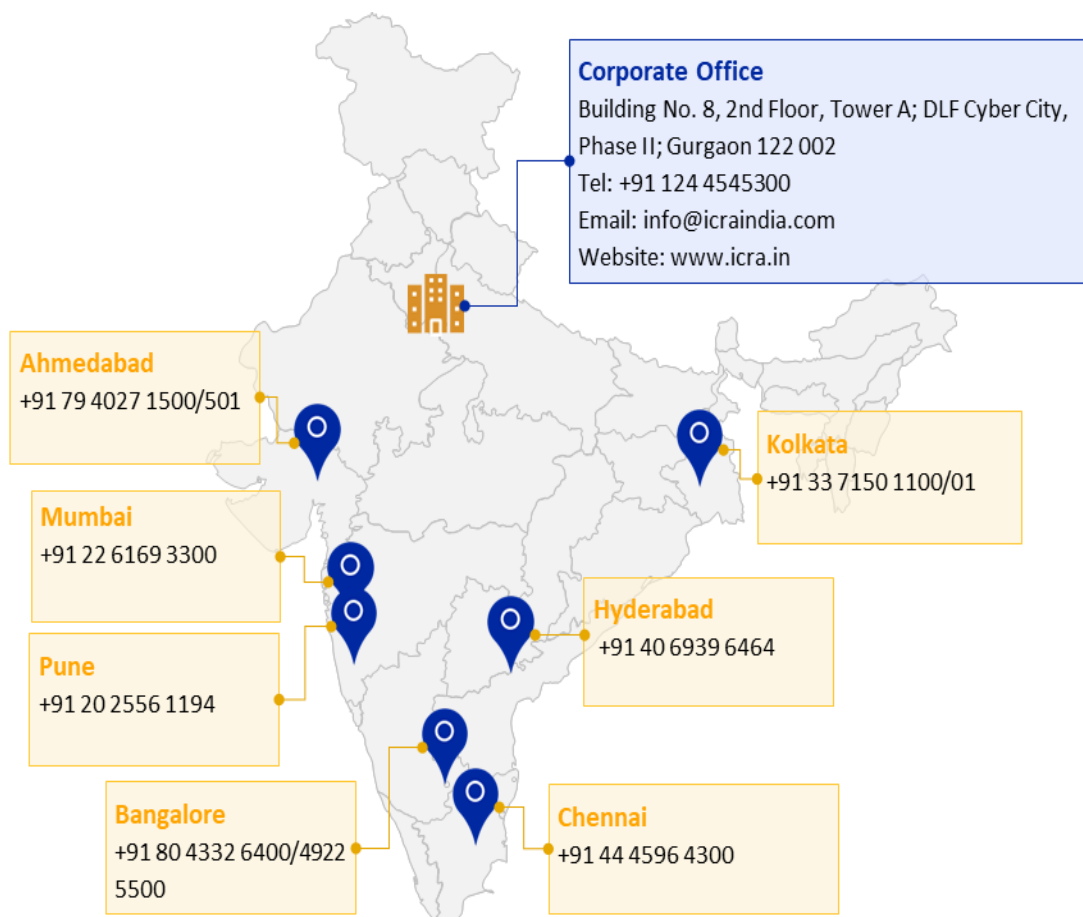 Corporate Office
Building No. 8, 2nd Floor, Tower A; DLF Cyber City,
Phase II; Gurgaon 122 002
Tel: +91 124 4545300
Email: info@icraindia.com
Website: www.icra.in
Ahmedabad
+91 79 4027 1500/501
Kolkata
+91 33 7150 1100/01
Mumbai
+91 22 6169 3300
Hyderabad
+91 40 6939 6464
Pune
+91 20 2556 1194
Bangalore
+91 80 4332 6400/4922
5500
Chennai
+91 44 4596 4300